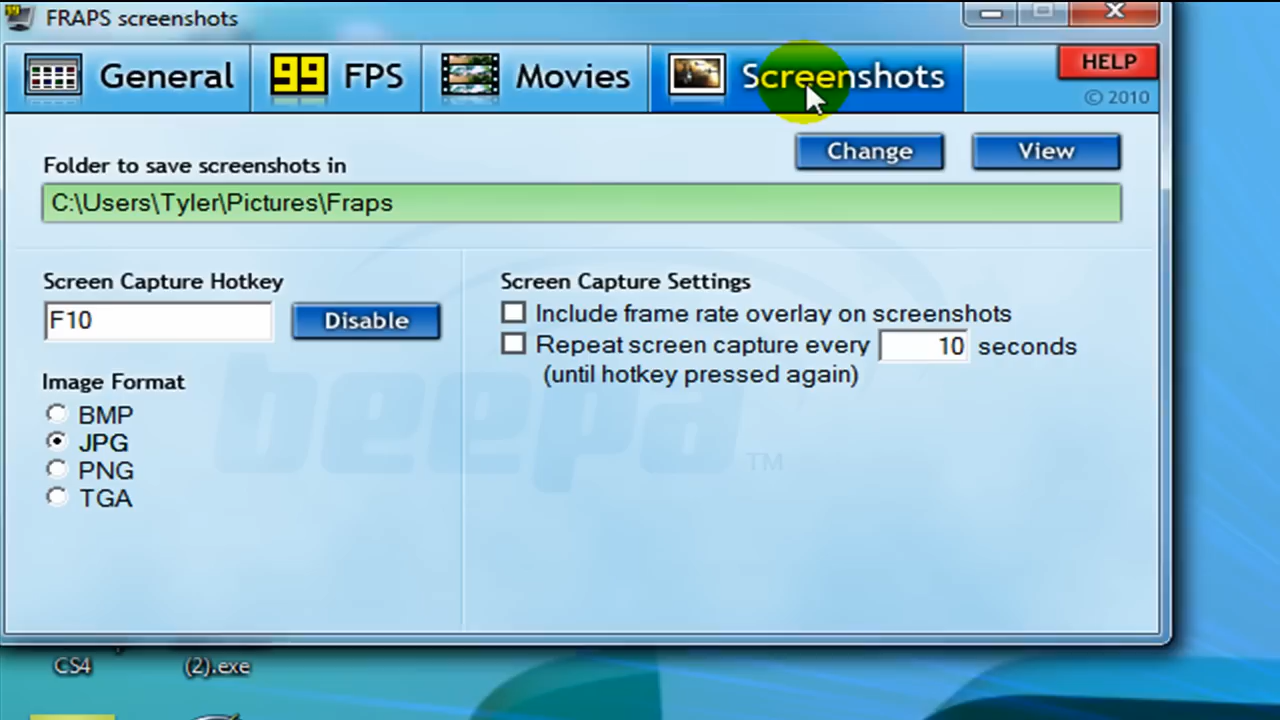 FRAPS screenshots
General
99 FPS
Movies
Screenshots
HELP
© 2010
Folder to save screenshots in
Change
View
C:\Users\Tyler\Pictures\Fraps
Screen Capture Hotkey
F10
Disable
Screen Capture Settings
Include frame rate overlay on screenshots
Repeat screen capture every 10 seconds
(until hotkey pressed again)
Image Format
BMP
JPG
PNG
TGA
beepa™
CS4
(2).exe